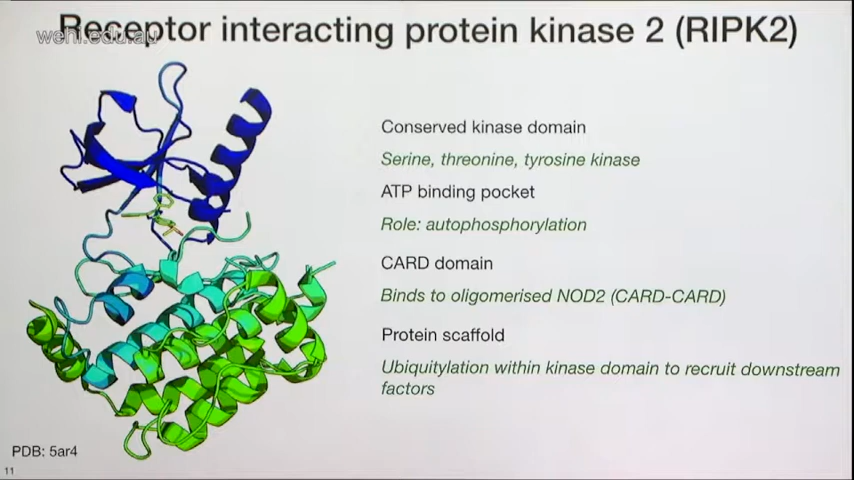 Receptor interacting protein kinase 2 (RIPK2)
wehi.edu.au
Conserved kinase domain
Serine, threonine, tyrosine kinase
ATP binding pocket
Role: autophosphorylation
CARD domain
Binds to oligomerised NOD2 (CARD-CARD)
Protein scaffold
Ubiquitylation within kinase domain to recruit downstream
factors
PDB: 5ar4
11